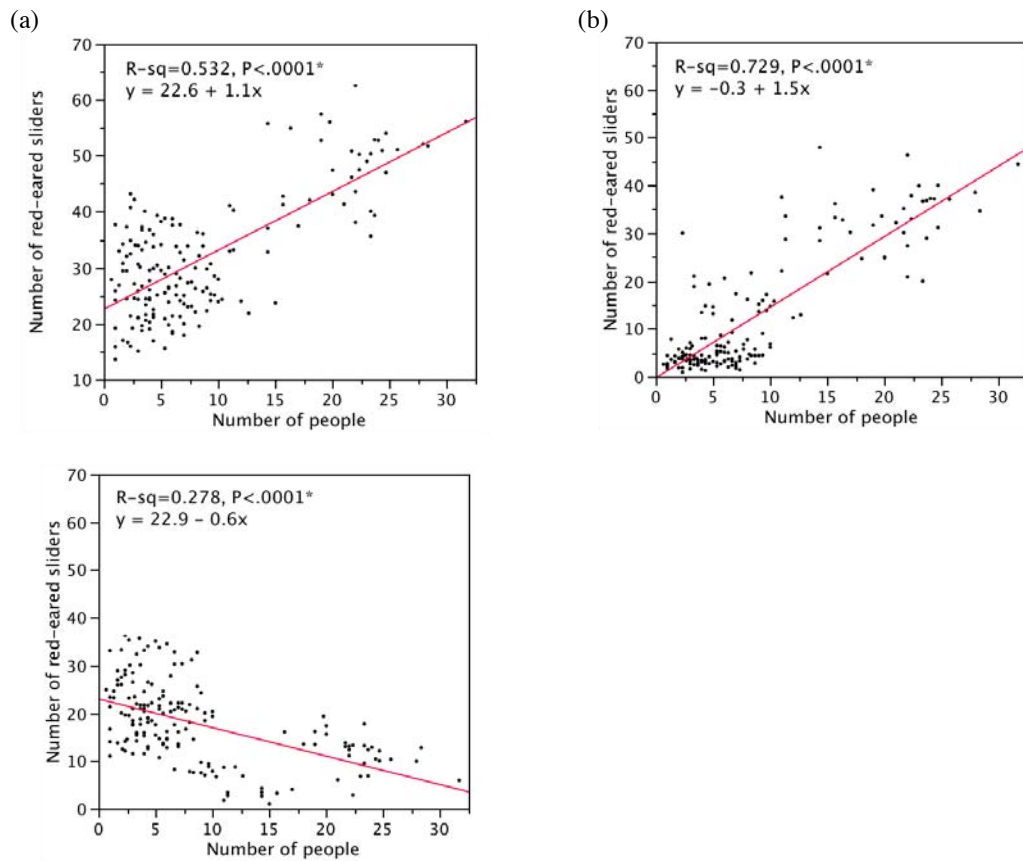 (a)
70
60
50
40
30
20
10
Number of red-eared sliders
R-sq=0.532, P<.0001*
y = 22.6 + 1.1x
0 5 10 15 20 25 30
Number of people
(b)
70
60
50
40
30
20
10
0
Number of red-eared sliders
R-sq=0.729, P<.0001*
y = -0.3 + 1.5x
0 5 10 15 20 25 30
Number of people
70
60
50
40
30
20
10
0
Number of red-eared sliders
R-sq=0.278, P<.0001*
y = 22.9 - 0.6x
0 5 10 15 20 25 30
Number of people